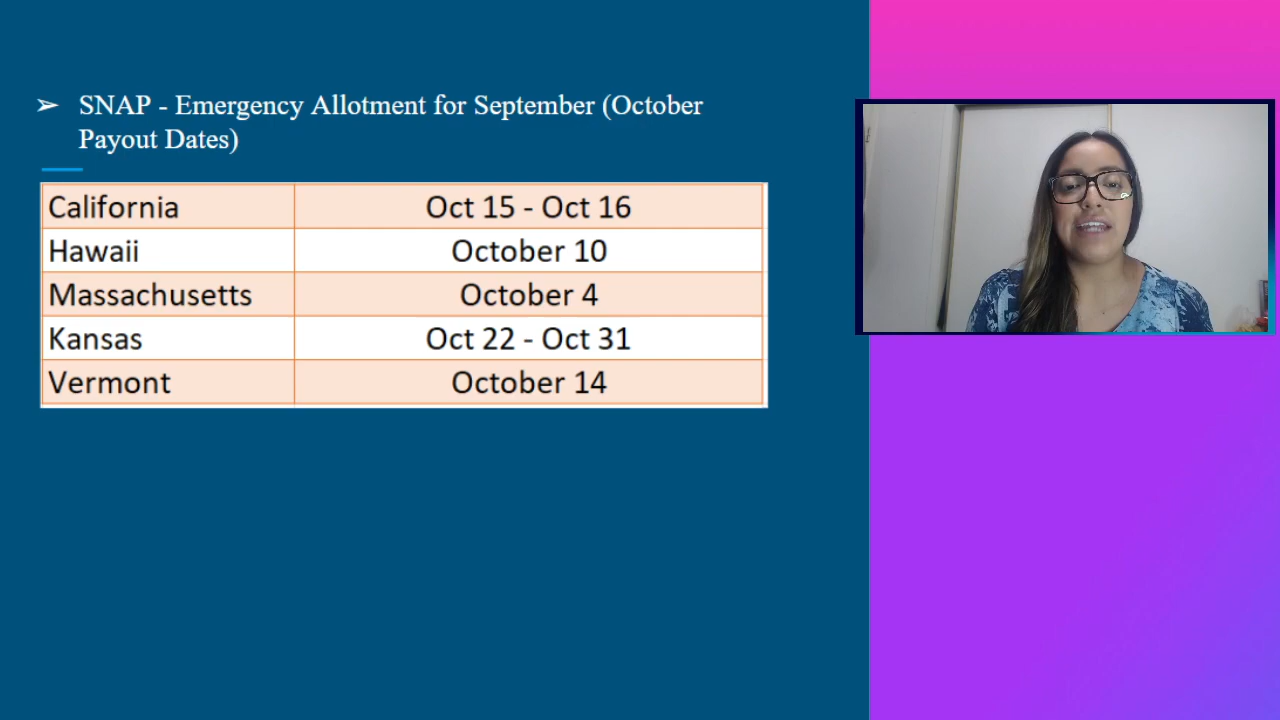 ➢ SNAP - Emergency Allotment for September (October
Payout Dates)
California Oct 15 - Oct 16
Hawaii October 10
Massachusetts October 4
Kansas Oct 22 - Oct 31
Vermont October 14